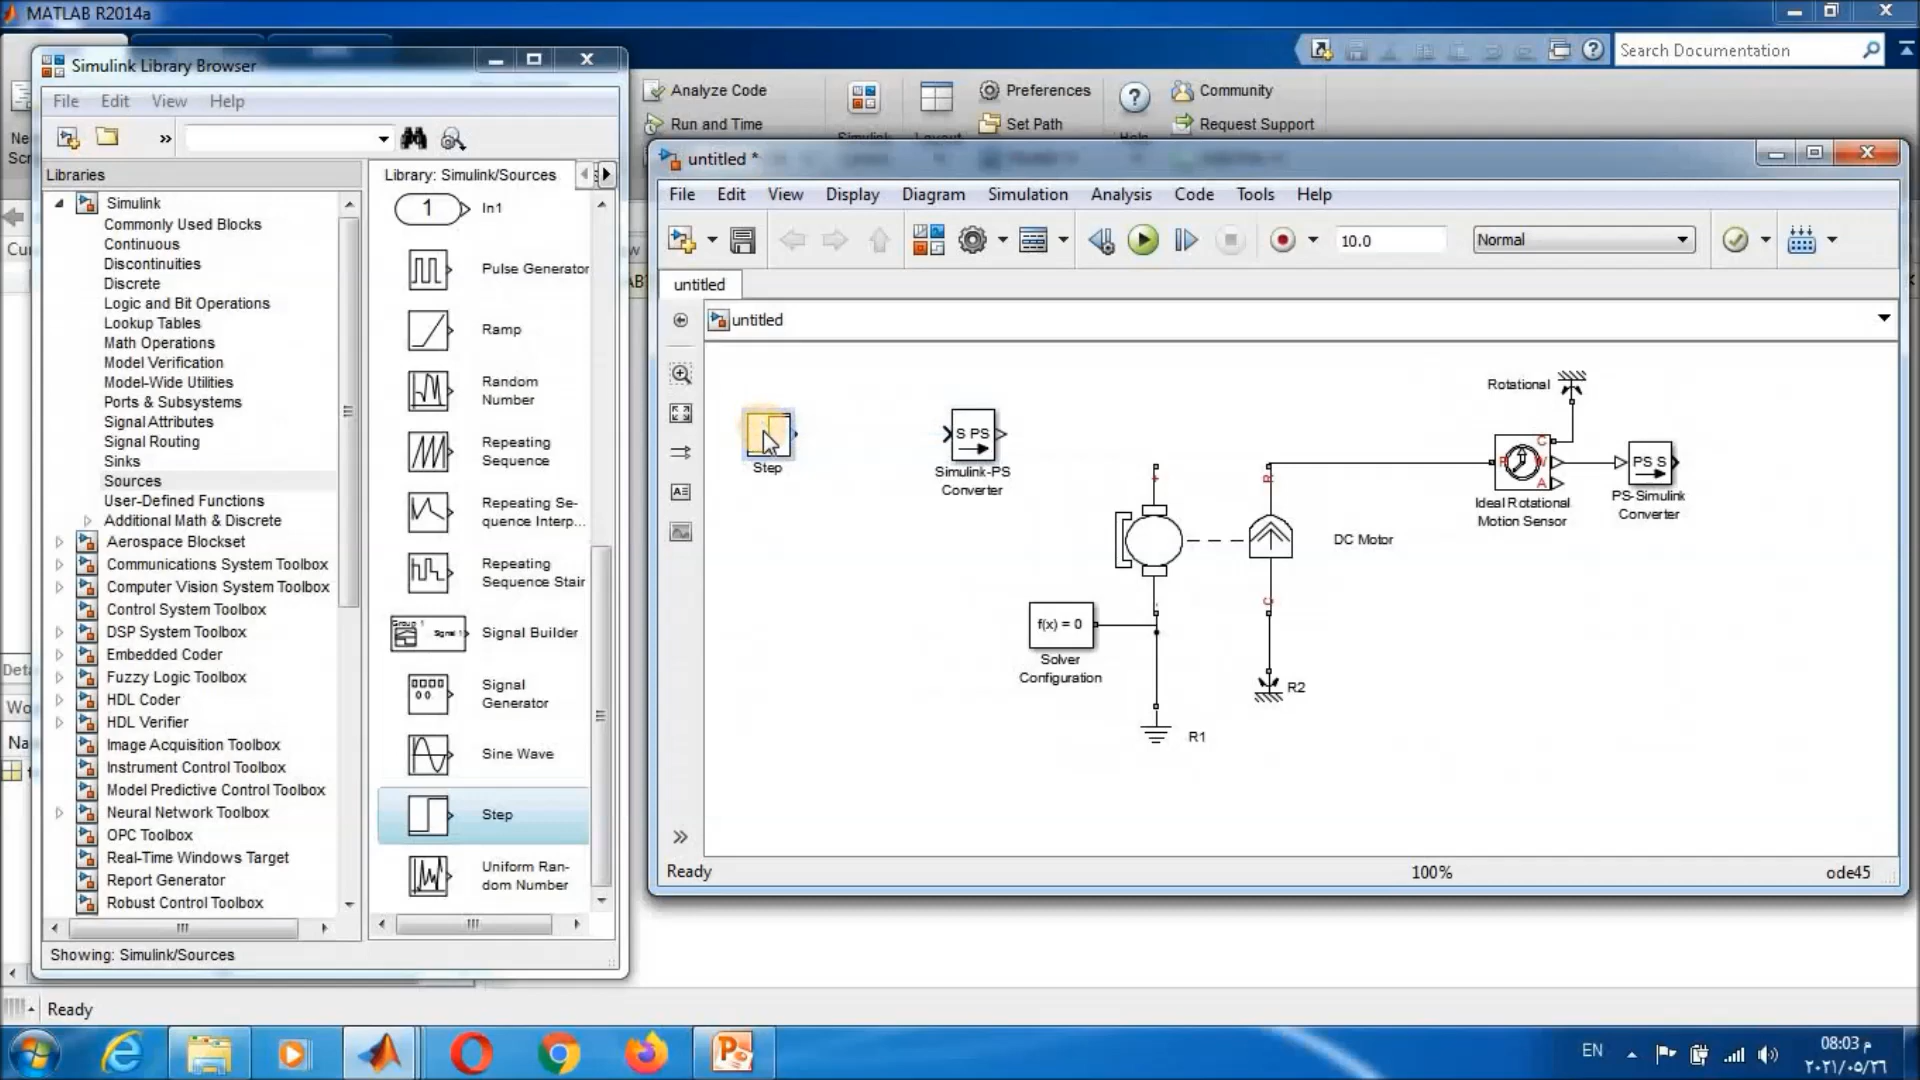 MATLAB R2014a
Search Documentation
Simulink Library Browser
File Edit View Help
Analyze Code
Run and Time
Preferences
Set Path
Community
Request Support
Libraries
Library: Simulink/Sources
Simulink
Commonly Used Blocks
Continuous
Discontinuities
Discrete
Logic and Bit Operations
Lookup Tables
Math Operations
Model Verification
Model-Wide Utilities
Ports & Subsystems
Signal Attributes
Signal Routing
Sinks
Sources
User-Defined Functions
Additional Math & Discrete
Aerospace Blockset
Communications System Toolbox
Computer Vision System Toolbox
Control System Toolbox
DSP System Toolbox
Embedded Coder
Fuzzy Logic Toolbox
HDL Coder
HDL Verifier
Image Acquisition Toolbox
Instrument Control Toolbox
Model Predictive Control Toolbox
Neural Network Toolbox
OPC Toolbox
Real-Time Windows Target
Report Generator
Robust Control Toolbox
1
In1
Pulse Generator
Ramp
Random
Number
Repeating
Sequence
Repeating Se-
quence Interp...
Repeating
Sequence Stair
Signal Builder
Signal
Generator
Sine Wave
Step
Uniform Ran-
dom Number
Showing: Simulink/Sources
Ready
untitled *
File Edit View Display Diagram Simulation Analysis Code Tools Help
10.0
Normal
untitled
untitled
Step
S PS
Simulink-PS
Converter
Rotational
R C W A
Ideal Rotational
Motion Sensor
PS S
PS-Simulink
Converter
+
-
R
C
DC Motor
f(x) = 0
Solver
Configuration
R1
R2
Ready
100%
ode45
EN
08:03 م
٢٠٢١/٠٥/٢٦